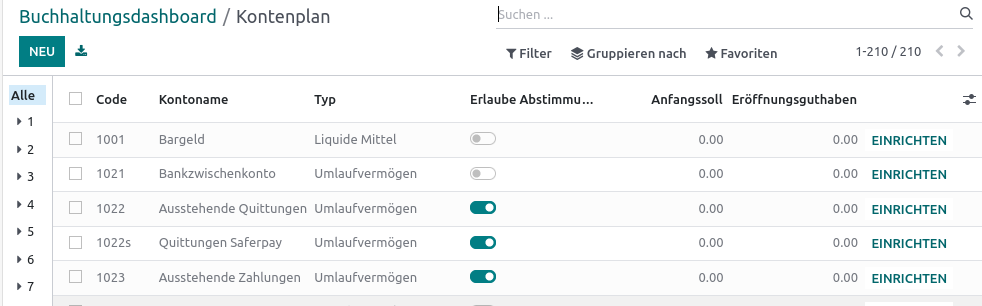 Buchhaltungsdashboard / Kontenplan
Suchen ...
NEU
Filter Gruppieren nach Favoriten 1-210 / 210
Alle
1
2
3
4
5
6
7
Code Kontoname Typ Erlaube Abstimmu... Anfangssoll Eröffnungsguthaben
1001 Bargeld Liquide Mittel 0.00 0.00 EINRICHTEN
1021 Bankzwischenkonto Umlaufvermögen 0.00 0.00 EINRICHTEN
1022 Ausstehende Quittungen Umlaufvermögen 0.00 0.00 EINRICHTEN
1022s Quittungen Saferpay Umlaufvermögen 0.00 0.00 EINRICHTEN
1023 Ausstehende Zahlungen Umlaufvermögen 0.00 0.00 EINRICHTEN